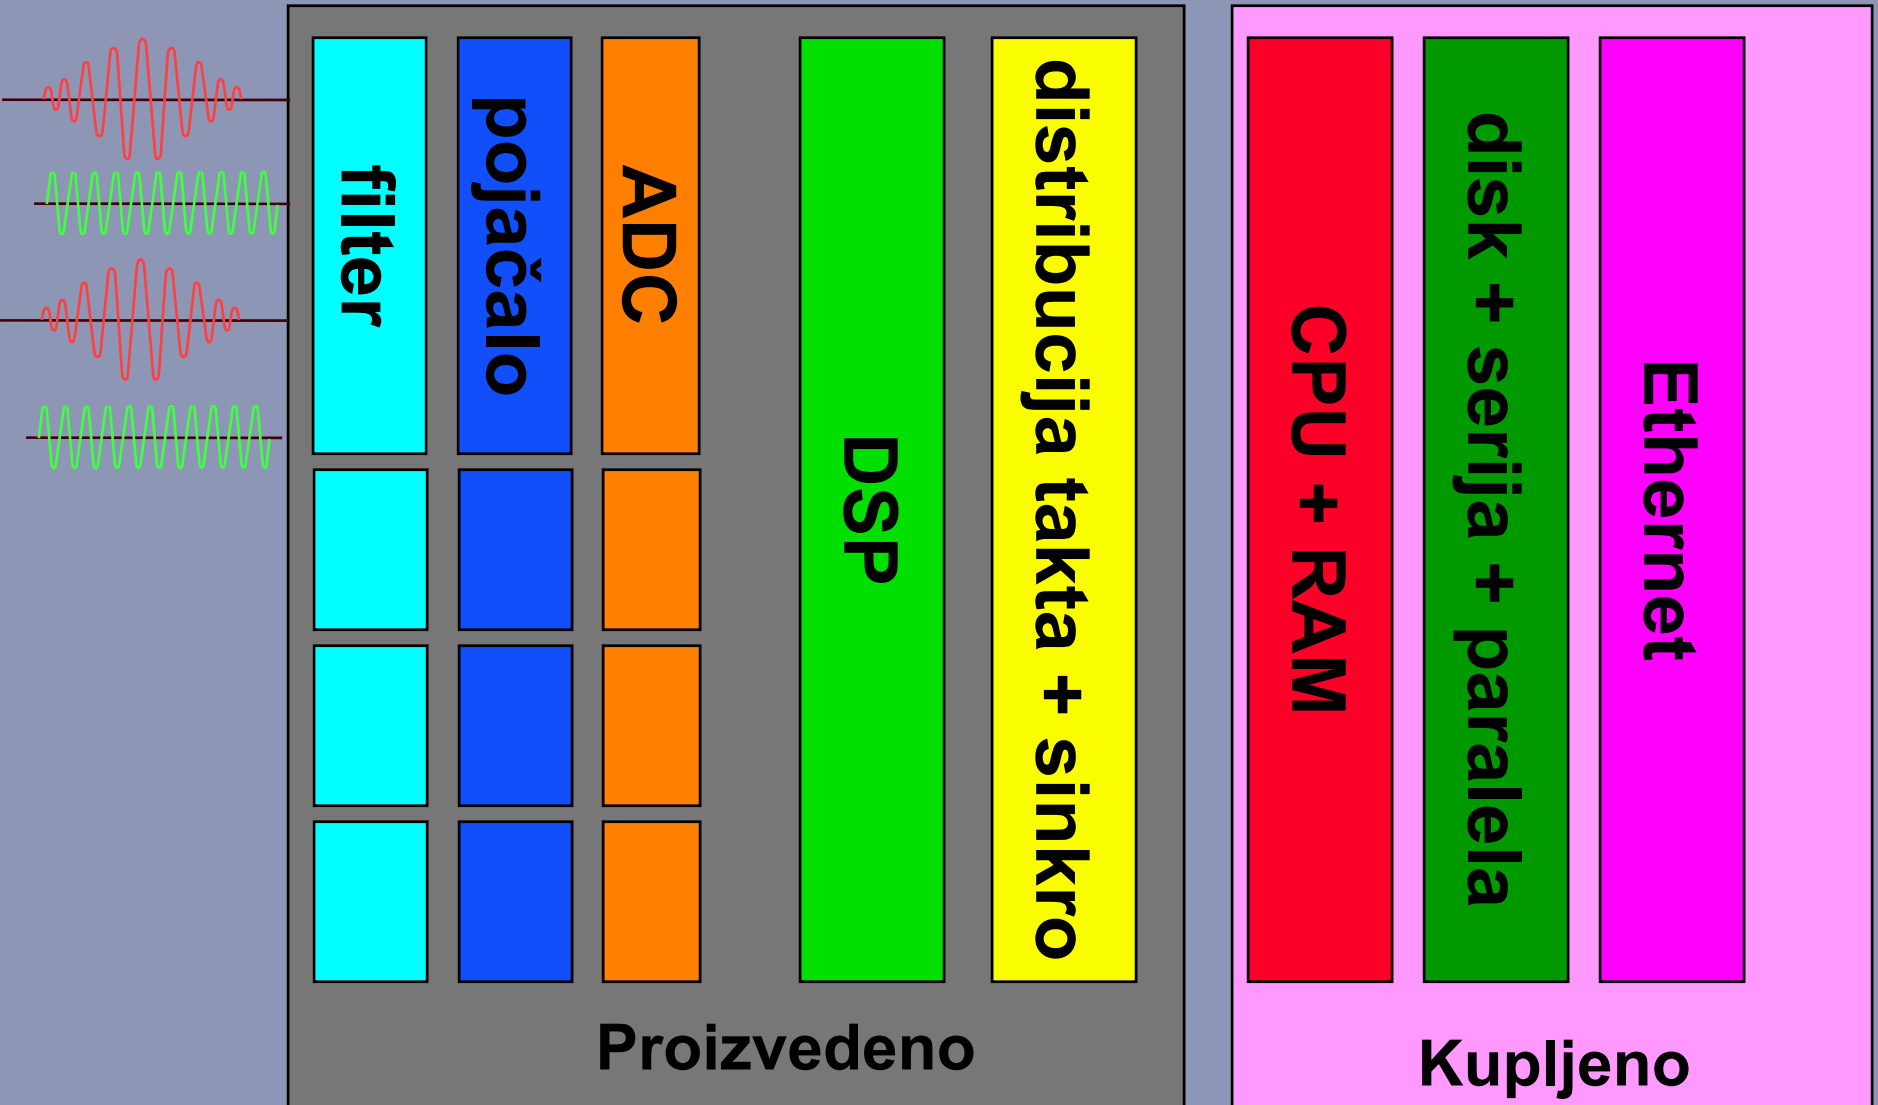 filter
pojačalo
ADC
DSP
distribucija takta + sinkro
CPU + RAM
disk + serija + paralela
Ethernet
Proizvedeno
Kupljeno